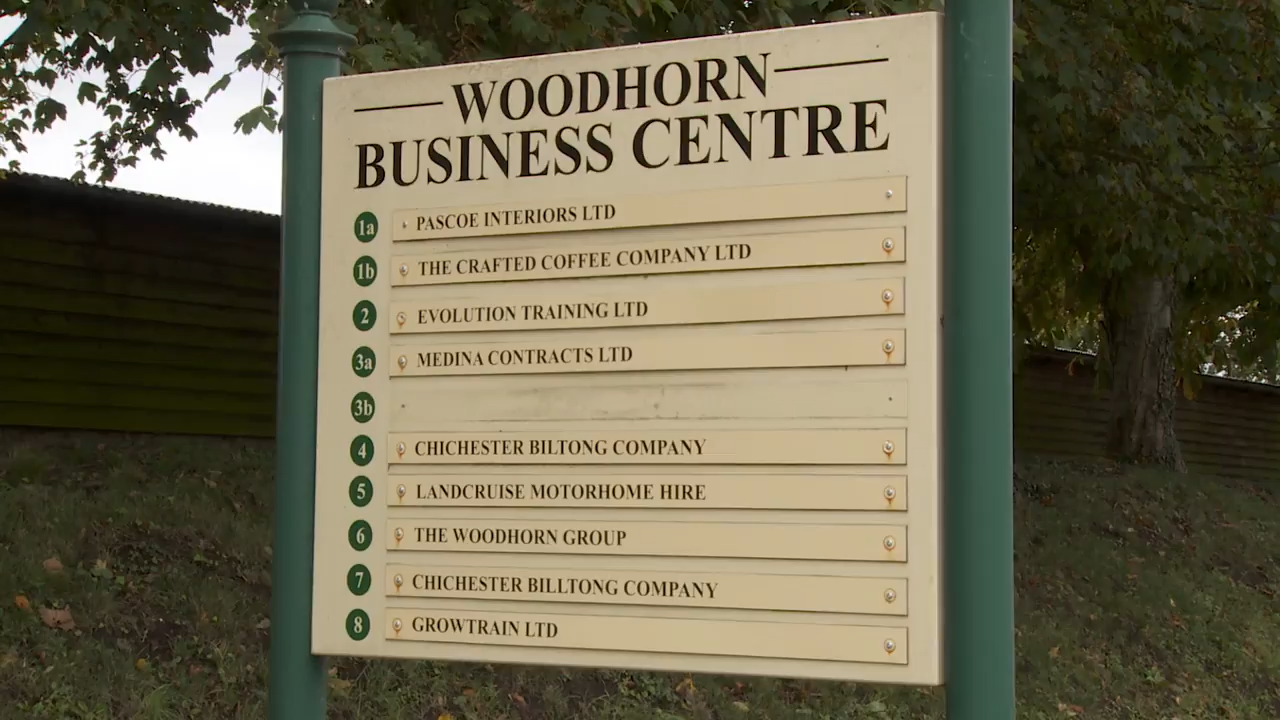 WOODHORN
BUSINESS CENTRE
1a PASCOE INTERIORS LTD
1b THE CRAFTED COFFEE COMPANY LTD
2 EVOLUTION TRAINING LTD
3a MEDINA CONTRACTS LTD
3b
4 CHICHESTER BILTONG COMPANY
5 LANDCRUISE MOTORHOME HIRE
6 THE WOODHORN GROUP
7 CHICHESTER BILLTONG COMPANY
8 GROWTRAIN LTD